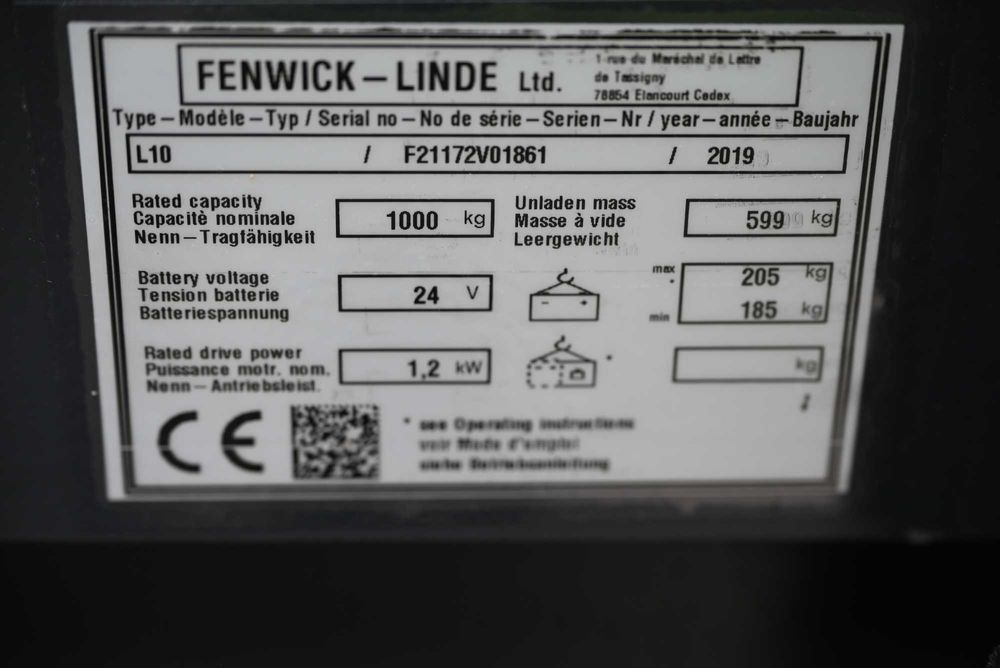 FENWICK – LINDE Ltd.
1 rue du Maréchal de Lattre
de Tassigny
78854 Elancourt Cedex
Type – Modèle – Typ / Serial no – No de série – Serien – Nr / year – année – Baujahr
L10 / F21172V01861 / 2019
Rated capacity
Capacitè nominale
Nenn – Tragfähigkeit
1000 kg
Unladen mass
Masse à vide
Leergewicht
599 kg
Battery voltage
Tension batterie
Batteriespannung
24 V
max 205 kg
min 185 kg
Rated drive power
Puissance motr. nom.
Nenn – Antriebsleist.
1,2 kW
*
kg
CE
* see Operating instructions
voir Mode d'emploi
siehe Betriebsanleitung